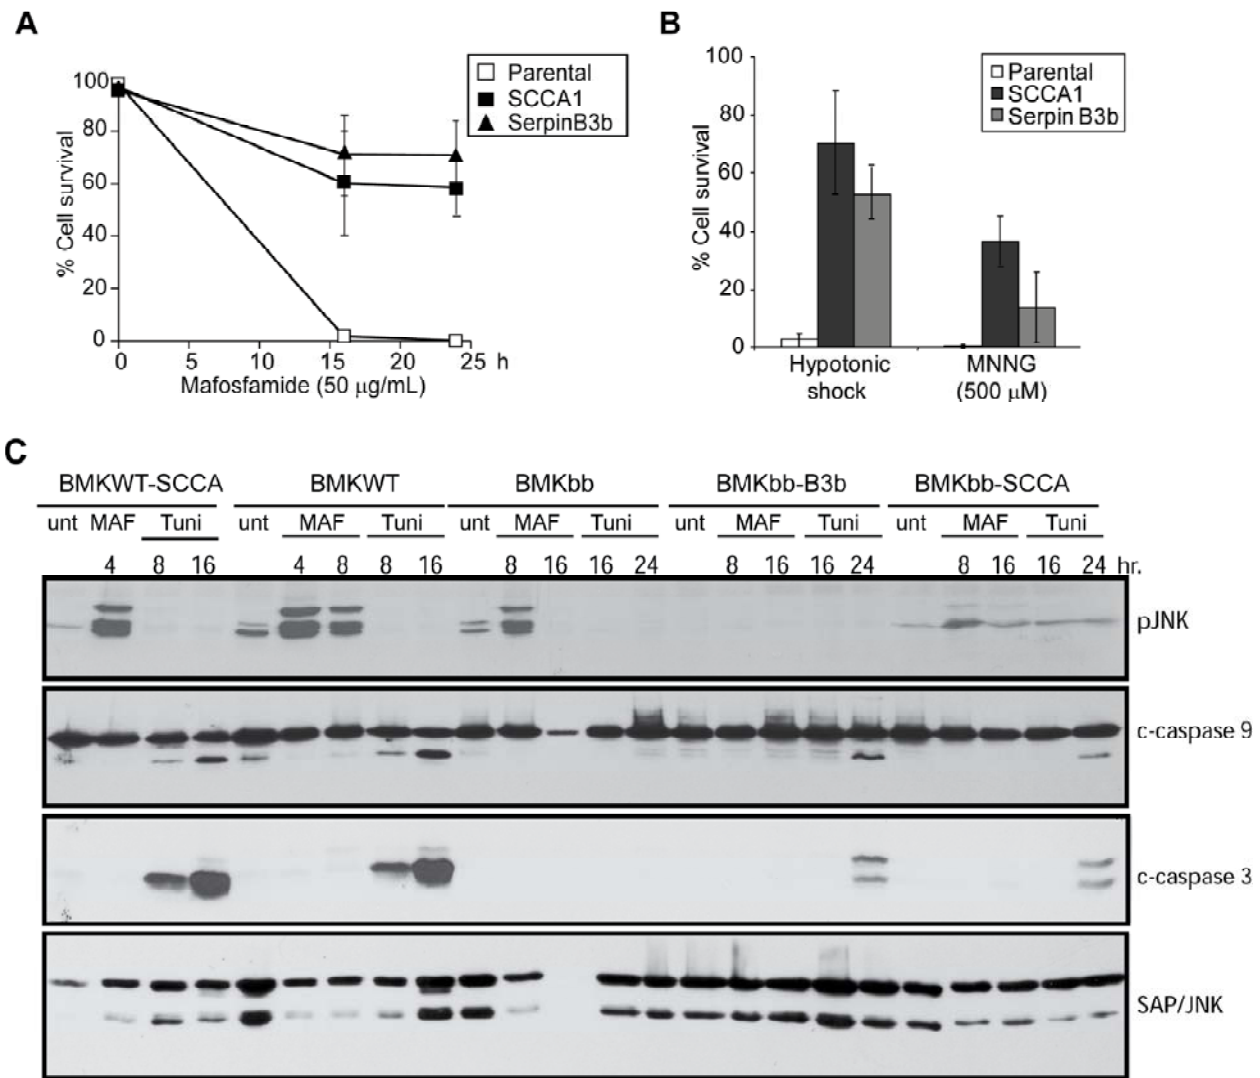 A
100
80
60
40
20
0
% Cell survival
0 5 10 15 20 25 h
Mafosfamide (50 μg/mL)
Parental
SCCA1
SerpinB3b
B
100
80
60
40
20
0
% Cell survival
Hypotonic shock
MNNG (500 μM)
Parental
SCCA1
Serpin B3b
C
BMKWT-SCCA BMKWT BMKbb BMKbb-B3b BMKbb-SCCA
unt MAF Tuni unt MAF Tuni unt MAF Tuni unt MAF Tuni unt MAF Tuni
4 8 16 4 8 8 16 8 16 16 24 8 16 16 24 8 16 16 24 hr.
pJNK
c-caspase 9
c-caspase 3
SAP/JNK